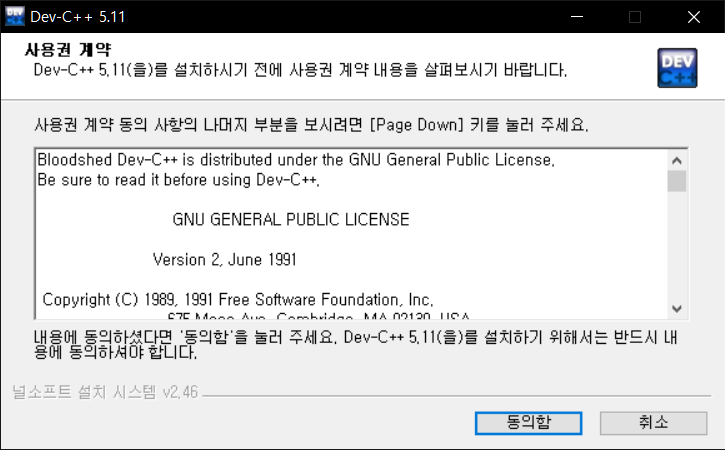 Dev-C++ 5.11
사용권 계약
Dev-C++ 5.11(을)를 설치하시기 전에 사용권 계약 내용을 살펴보시기 바랍니다.
DEV
C++
사용권 계약 동의 사항의 나머지 부분을 보시려면 [Page Down] 키를 눌러 주세요.
Bloodshed Dev-C++ is distributed under the GNU General Public License.
Be sure to read it before using Dev-C++.
GNU GENERAL PUBLIC LICENSE
Version 2, June 1991
Copyright (C) 1989, 1991 Free Software Foundation, Inc.
675 Mass Ave, Cambridge, MA 02139, USA
내용에 동의하셨다면 '동의함'을 눌러 주세요. Dev-C++ 5.11(을)를 설치하기 위해서는 반드시 내
용에 동의하셔야 합니다.
널소프트 설치 시스템 v2.46
동의함
취소